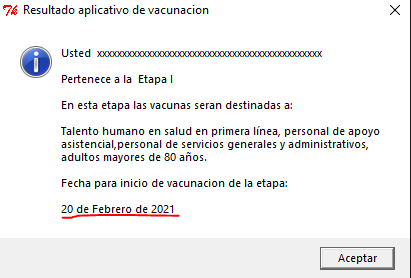 Resultado aplicativo de vacunacion
Usted xxxxxxxxxxxxxxxxxxxxxxxxxxxxxxxxxxxxxxxxxxxxx
Pertenece a la Etapa I
En esta etapa las vacunas seran destinadas a:
Talento humano en salud en primera línea, personal de apoyo
asistencial,personal de servicios generales y administrativos,
adultos mayores de 80 años.
Fecha para inicio de vacunacion de la etapa:
20 de Febrero de 2021
Aceptar